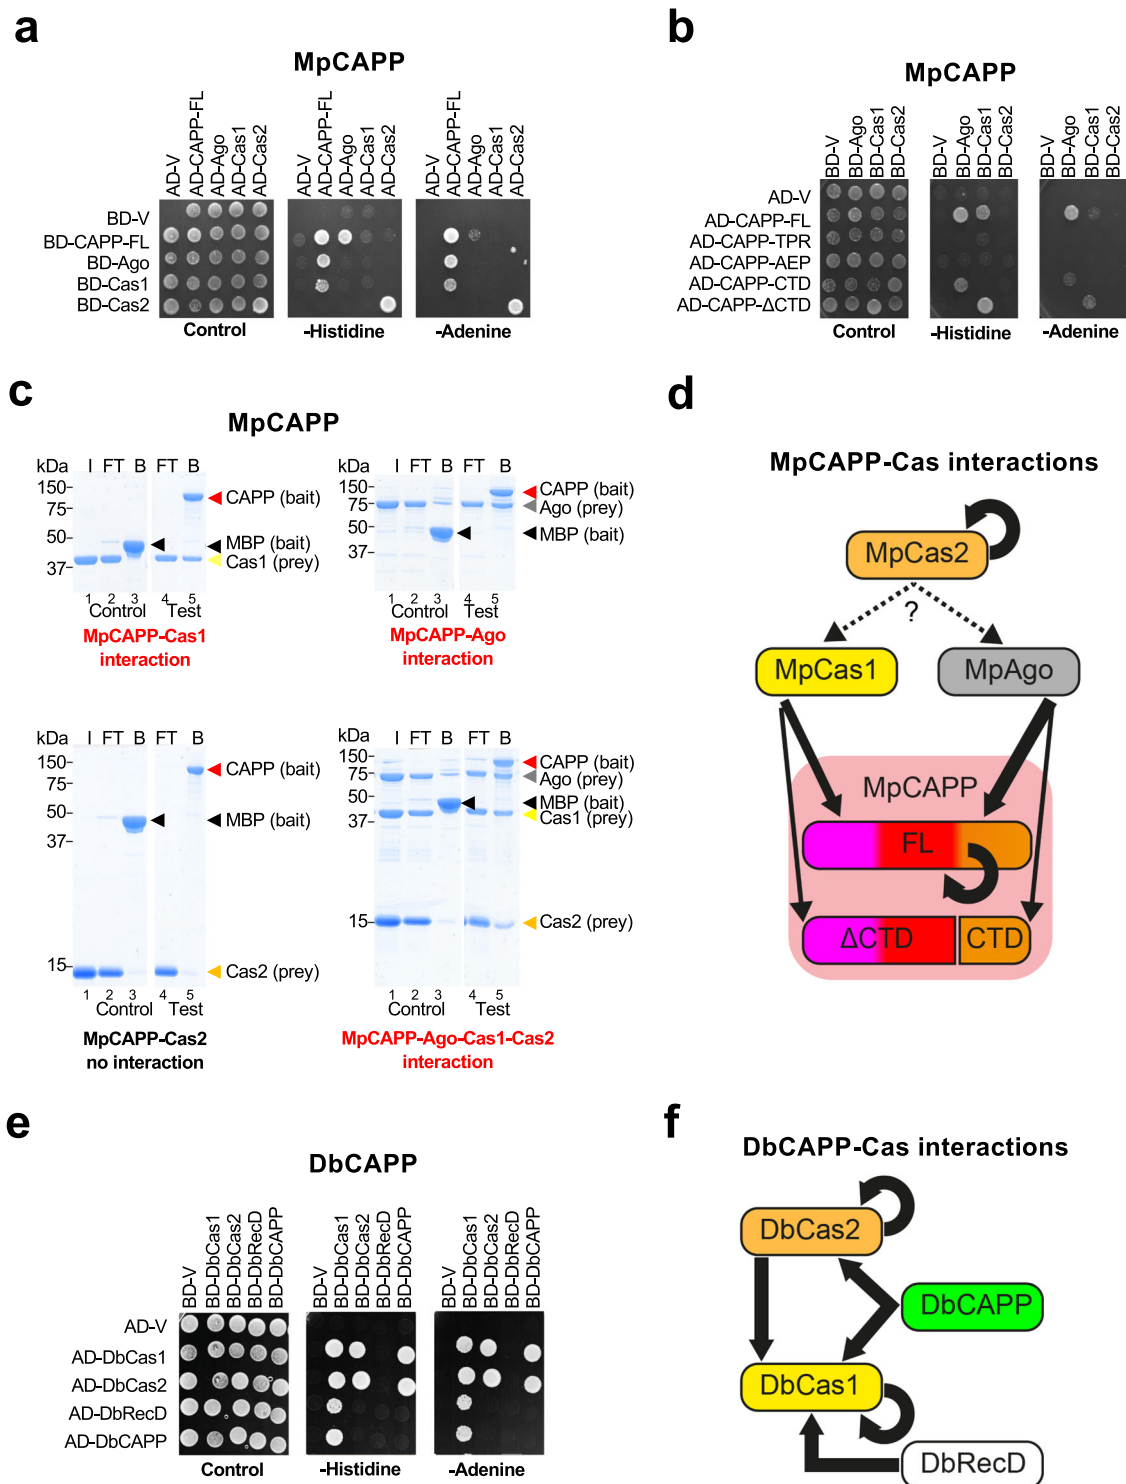 a
MpCAPP
AD-V
AD-CAPP-FL
AD-Ago
AD-Cas1
AD-Cas2
AD-V
AD-CAPP-FL
AD-Ago
AD-Cas1
AD-Cas2
AD-V
AD-CAPP-FL
AD-Ago
AD-Cas1
AD-Cas2
BD-V
BD-CAPP-FL
BD-Ago
BD-Cas1
BD-Cas2
Control
-Histidine
-Adenine
b
MpCAPP
BD-V
BD-Ago
BD-Cas1
BD-Cas2
BD-V
BD-Ago
BD-Cas1
BD-Cas2
BD-V
BD-Ago
BD-Cas1
BD-Cas2
AD-V
AD-CAPP-FL
AD-CAPP-TPR
AD-CAPP-AEP
AD-CAPP-CTD
AD-CAPP-ΔCTD
Control
-Histidine
-Adenine
c
MpCAPP
kDa I FT B FT B
150
75
50
37
CAPP (bait)
MBP (bait)
Cas1 (prey)
1 2 3 4 5
Control Test
MpCAPP-Cas1
interaction
kDa I FT B FT B
150
75
50
37
CAPP (bait)
Ago (prey)
MBP (bait)
1 2 3 4 5
Control Test
MpCAPP-Ago
interaction
kDa I FT B FT B
150
75
50
37
15
CAPP (bait)
MBP (bait)
Cas2 (prey)
1 2 3 4 5
Control Test
MpCAPP-Cas2
no interaction
kDa I FT B FT B
150
75
50
37
15
CAPP (bait)
Ago (prey)
MBP (bait)
Cas1 (prey)
Cas2 (prey)
1 2 3 4 5
Control Test
MpCAPP-Ago-Cas1-Cas2
interaction
d
MpCAPP-Cas interactions
MpCas2
?
MpCas1
MpAgo
MpCAPP
FL
ΔCTD
CTD
e
DbCAPP
BD-V
BD-DbCas1
BD-DbCas2
BD-DbRecD
BD-DbCAPP
BD-V
BD-DbCas1
BD-DbCas2
BD-DbRecD
BD-DbCAPP
BD-V
BD-DbCas1
BD-DbCas2
BD-DbRecD
BD-DbCAPP
AD-V
AD-DbCas1
AD-DbCas2
AD-DbRecD
AD-DbCAPP
Control
-Histidine
-Adenine
f
DbCAPP-Cas interactions
DbCas2
DbCAPP
DbCas1
DbRecD